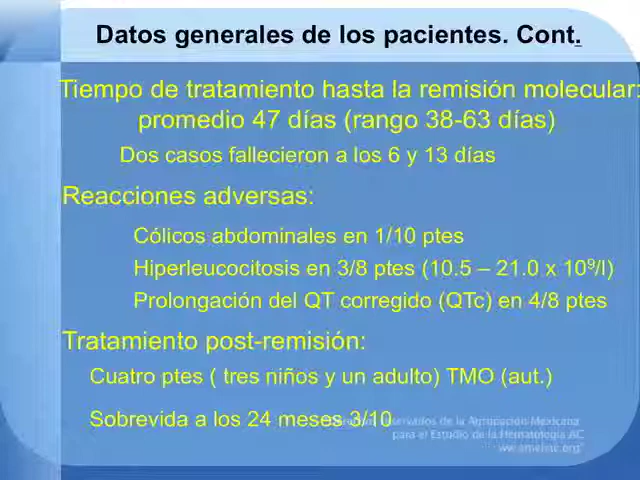 Datos generales de los pacientes. Cont.
Tiempo de tratamiento hasta la remisión molecular:
promedio 47 días (rango 38-63 días)
Dos casos fallecieron a los 6 y 13 días
Reacciones adversas:
Cólicos abdominales en 1/10 ptes
Hiperleucocitosis en 3/8 ptes (10.5 – 21.0 x 10⁹/l)
Prolongación del QT corregido (QTc) en 4/8 ptes
Tratamiento post-remisión:
Cuatro ptes ( tres niños y un adulto) TMO (aut.)
Sobrevida a los 24 meses 3/10
reservados de la Agrupación Mexicana
para el Estudio de la Hematología AC